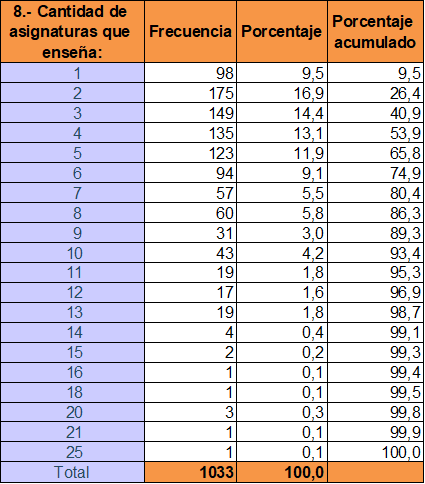 8.- Cantidad de asignaturas que enseña: Frecuencia Porcentaje Porcentaje acumulado
1 98 9,5 9,5
2 175 16,9 26,4
3 149 14,4 40,9
4 135 13,1 53,9
5 123 11,9 65,8
6 94 9,1 74,9
7 57 5,5 80,4
8 60 5,8 86,3
9 31 3,0 89,3
10 43 4,2 93,4
11 19 1,8 95,3
12 17 1,6 96,9
13 19 1,8 98,7
14 4 0,4 99,1
15 2 0,2 99,3
16 1 0,1 99,4
18 1 0,1 99,5
20 3 0,3 99,8
21 1 0,1 99,9
25 1 0,1 100,0
Total 1033 100,0